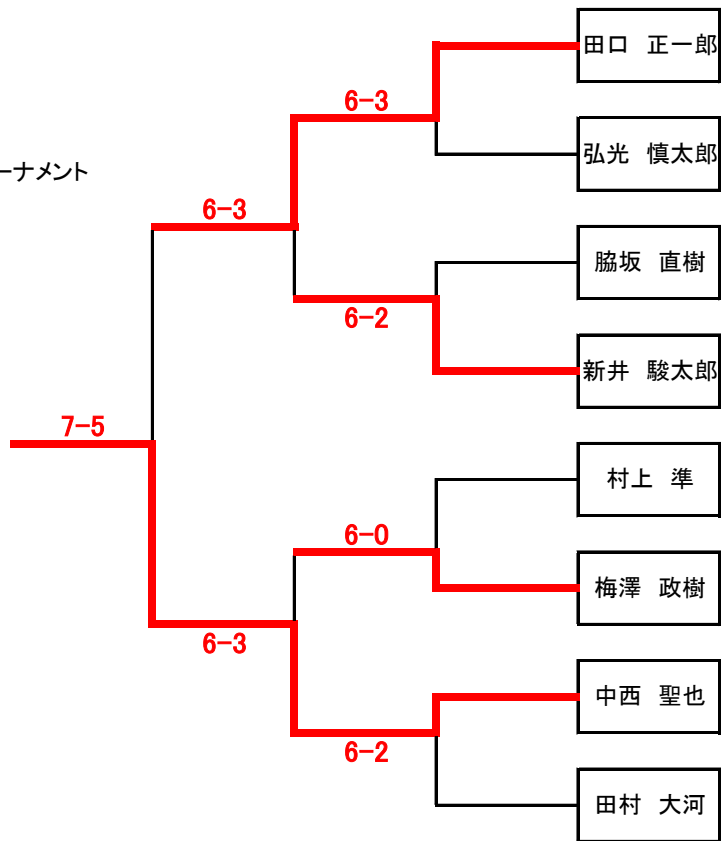 田口 正一郎
6-3
弘光 慎太郎
ーナメント
6-3
脇坂 直樹
6-2
新井 駿太郎
7-5
村上 準
6-0
梅澤 政樹
6-3
中西 聖也
6-2
田村 大河